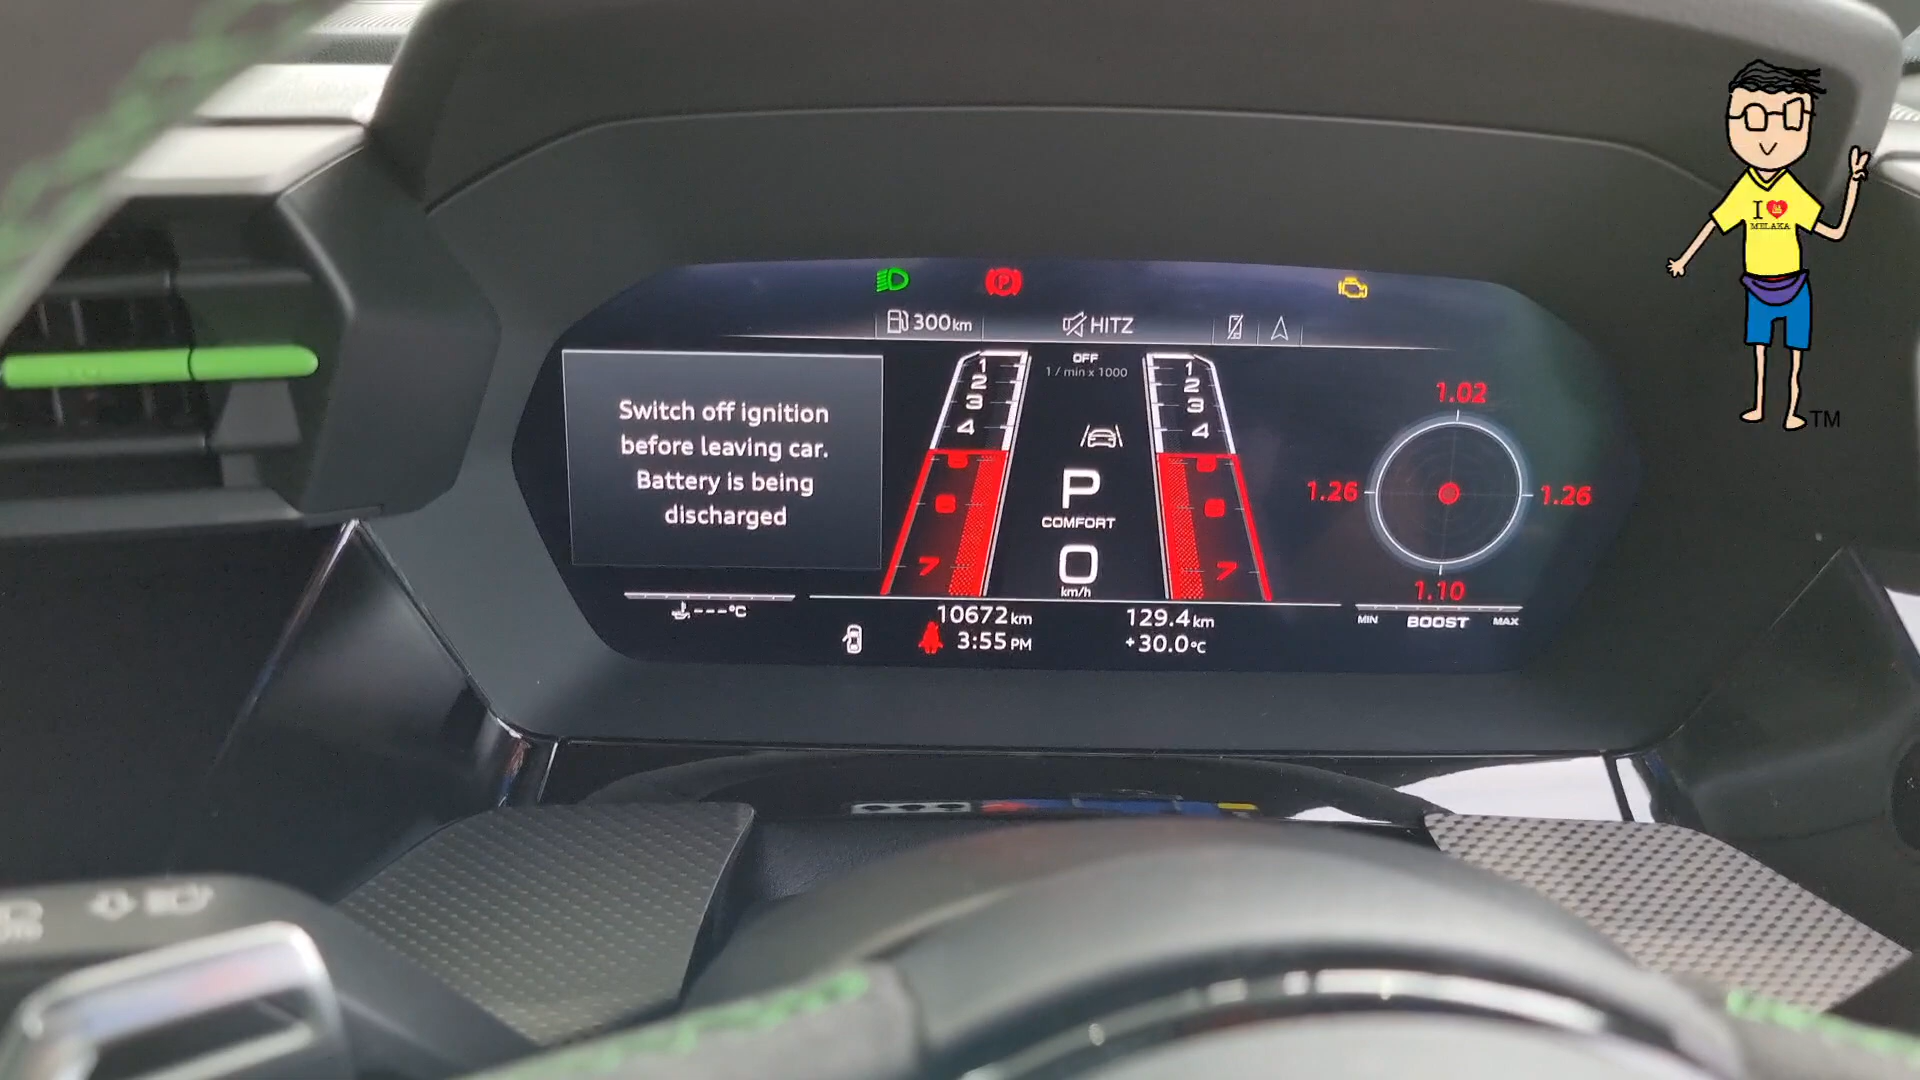 300km
HITZ
OFF
1 / min x 1000
1
2
3
4
7
1
2
3
4
7
Switch off ignition
before leaving car.
Battery is being
discharged
P
COMFORT
0
km/h
1.02
1.26
1.26
1.10
---°C
10672km
129.4km
3:55 PM
+30.0°C
MIN BOOST MAX
I
MELAKA
TM